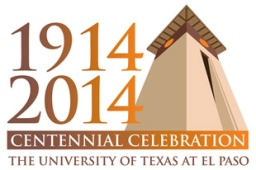 1914
2014
CENTENNIAL CELEBRATION
THE UNIVERSITY OF TEXAS AT EL PASO